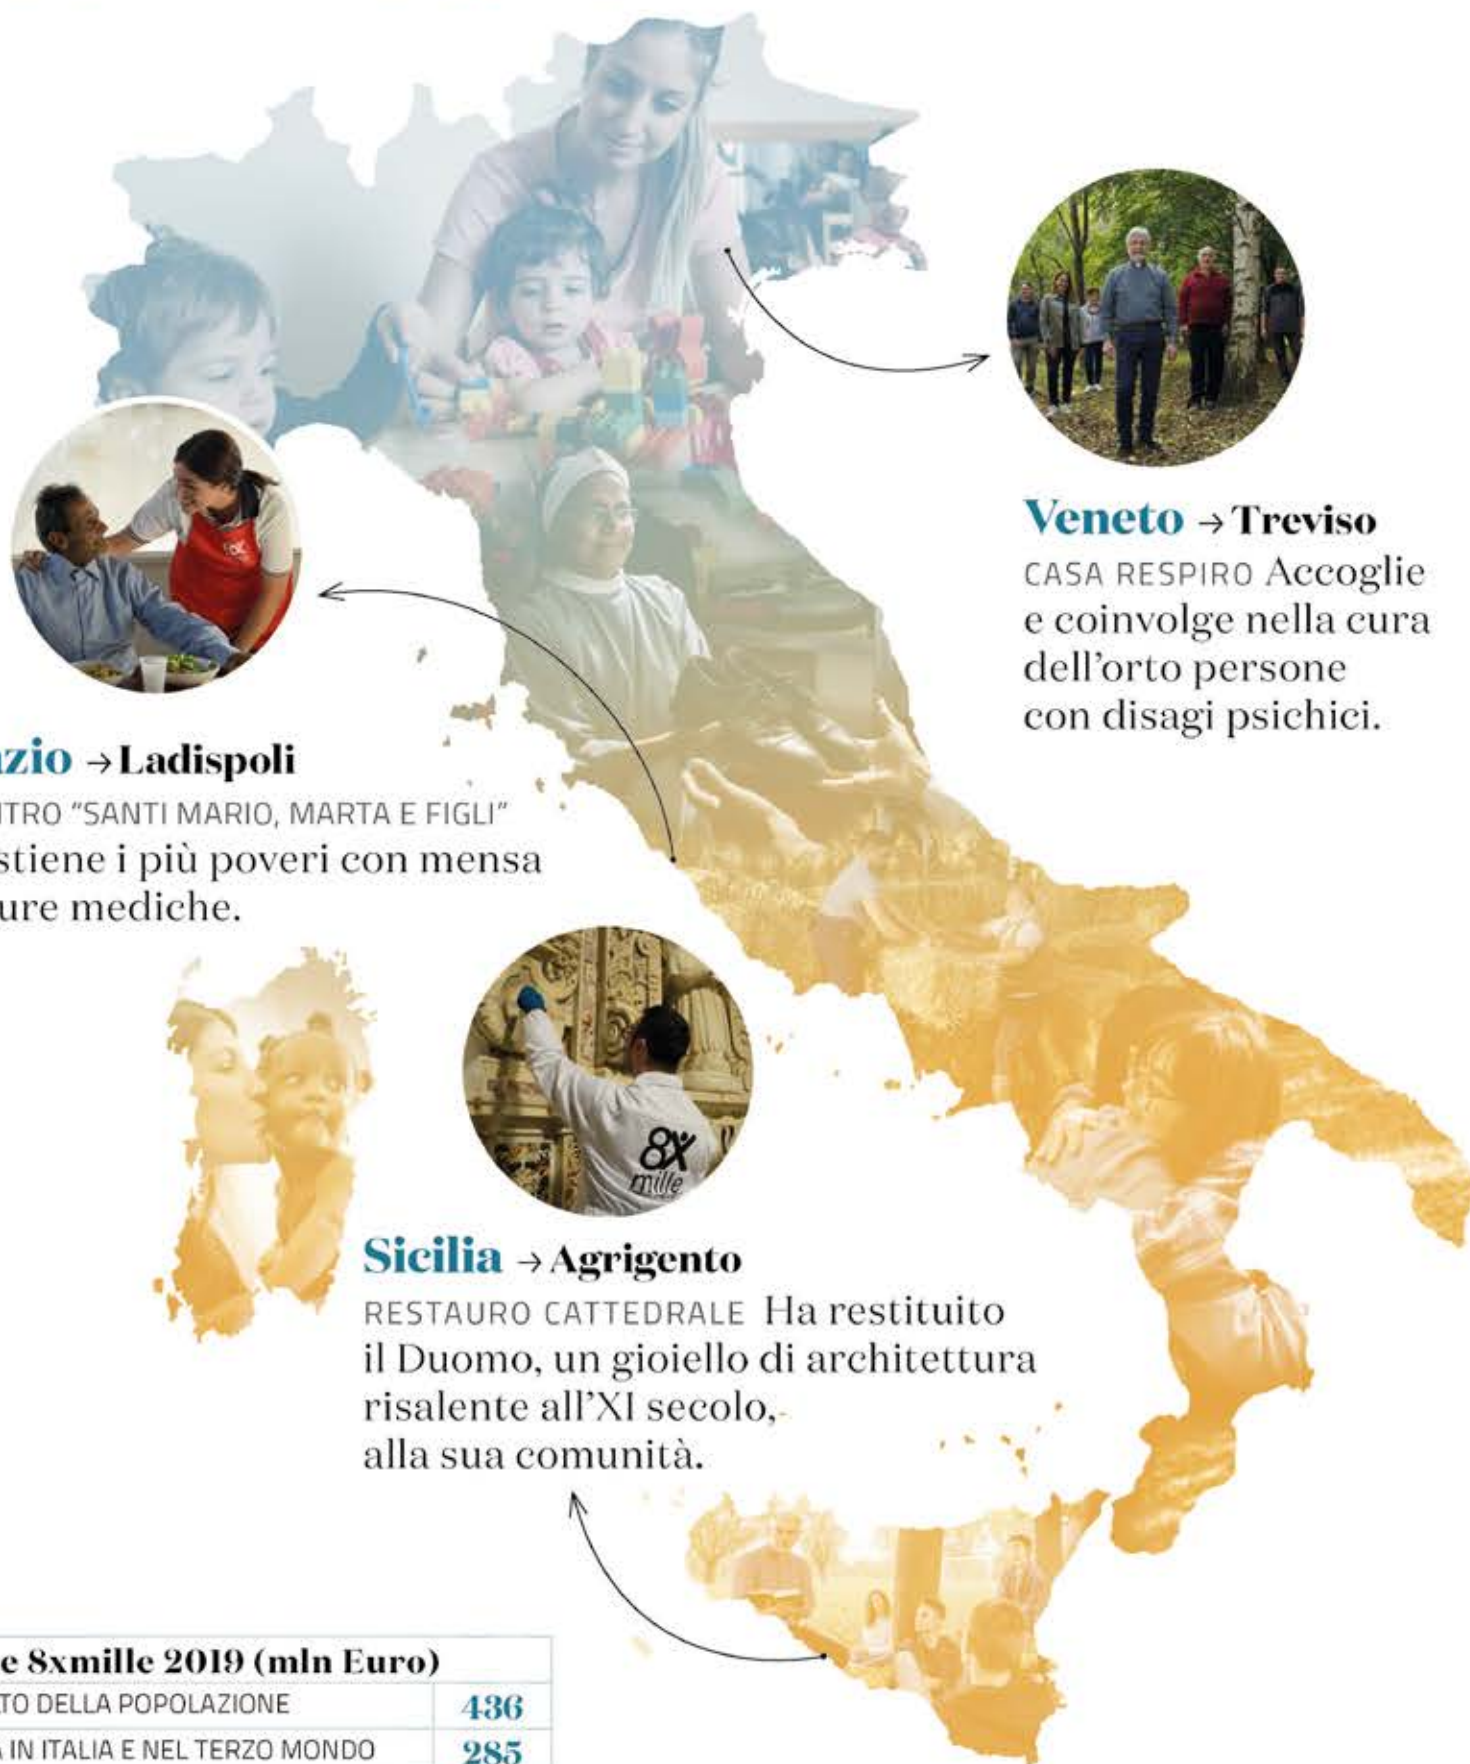 Veneto → Treviso
CASA RESPIRO Accoglie
e coinvolge nella cura
dell'orto persone
con disagi psichici.
zio → Ladispoli
TRO "SANTI MARIO, MARTA E FIGLI"
stiene i più poveri con mensa
ure mediche.
8x
mille
Sicilia → Agrigento
RESTAURO CATTEDRALE Ha restituito
il Duomo, un gioiello di architettura
risalente all'XI secolo,
alla sua comunità.
e 8xmille 2019 (mln Euro)
TO DELLA POPOLAZIONE 436
A IN ITALIA E NEL TERZO MONDO 285